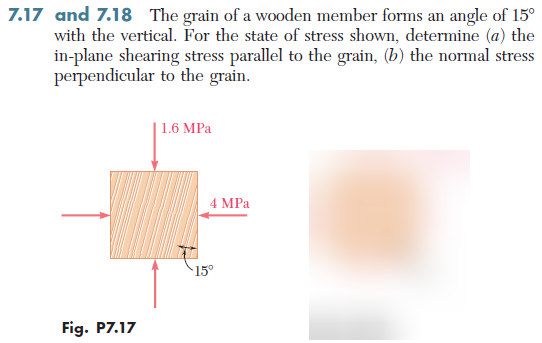 7.17 and 7.18 The grain of a wooden member forms an angle of 15°
with the vertical. For the state of stress shown, determine (a) the
in-plane shearing stress parallel to the grain, (b) the normal stress
perpendicular to the grain.
1.6 MPa
4 MPa
15°
Fig. P7.17